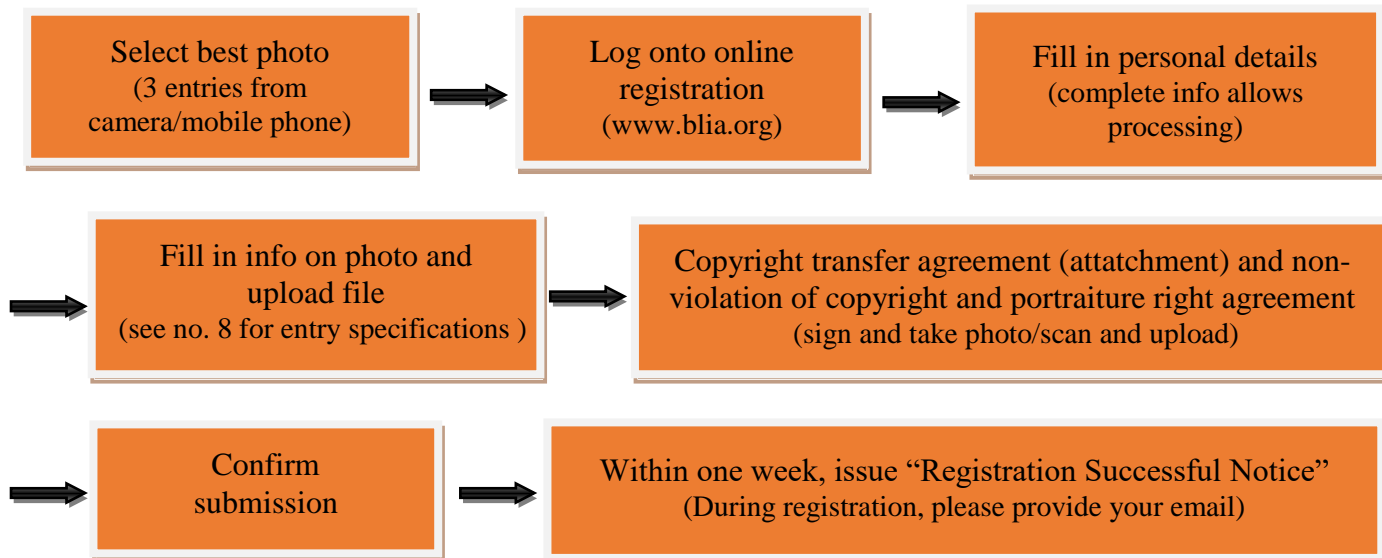 Select best photo
(3 entries from
camera/mobile phone)
Log onto online
registration
(www.blia.org)
Fill in personal details
(complete info allows
processing)
Fill in info on photo and
upload file
(see no. 8 for entry specifications )
Copyright transfer agreement (attatchment) and non-
violation of copyright and portraiture right agreement
(sign and take photo/scan and upload)
Confirm
submission
Within one week, issue “Registration Successful Notice”
(During registration, please provide your email)